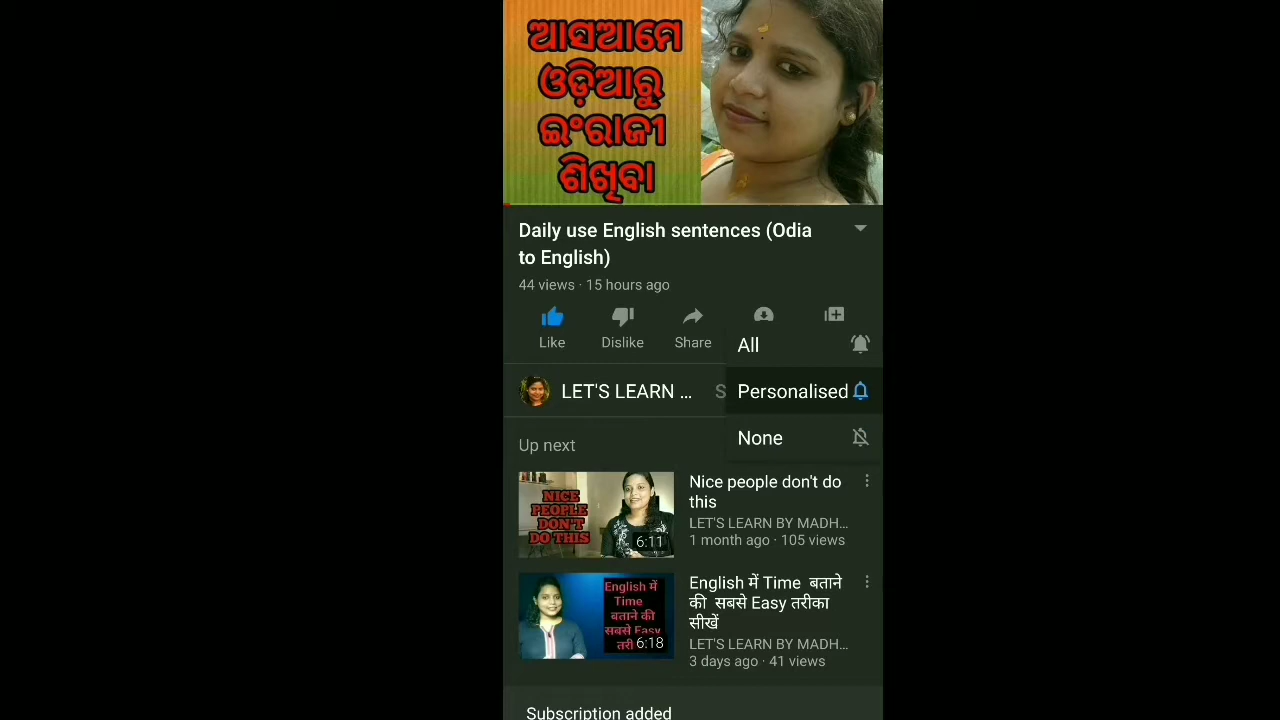 ଆସଆମେ
ଓଡ଼ିଆରୁ
ଇଂରାଜୀ
ଶିଖିବା
Daily use English sentences (Odia
to English)
44 views · 15 hours ago
Like Dislike Share
All
LET'S LEARN ... S
Personalised
None
Up next
NICE
PEOPLE
DON'T
DO THIS
6:11
Nice people don't do
this
LET'S LEARN BY MADH...
1 month ago · 105 views
English में
Time
बताने की
सबसे Easy
तरी
6:18
English में Time बताने
की सबसे Easy तरीका
सीखें
LET'S LEARN BY MADH...
3 days ago · 41 views
Subscription added